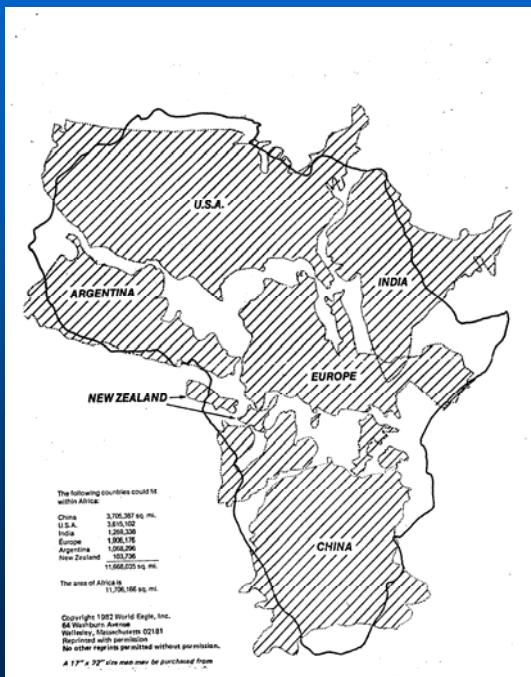 U.S.A.
ARGENTINA
INDIA
EUROPE
NEW ZEALAND
CHINA
The following countries could fit
within Africa:
China 3,705,387 sq. mi.
U.S.A. 3,615,102
India 1,269,338
Europe 1,906,176
Argentina 1,068,296
New Zealand 103,736
11,668,035 sq. mi.
The area of Africa is
11,706,166 sq. mi.
Copyright 1982 World Eagle, Inc.
64 Washburn Avenue
Wellesley, Massachusetts 02181
Reprinted with permission
No other reprints permitted without permission.
A 17" x 22" size map may be purchased from